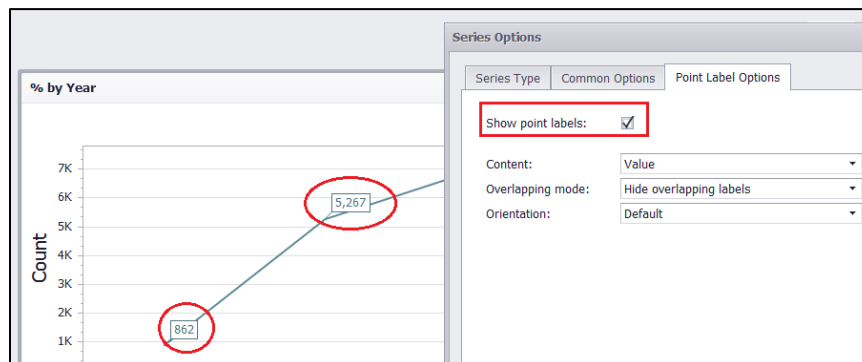 Series Options
Series Type Common Options Point Label Options
Show point labels:
Content: Value
Overlapping mode: Hide overlapping labels
Orientation: Default
% by Year
7K
6K
5K
4K
3K
2K
1K
Count
5,267
862